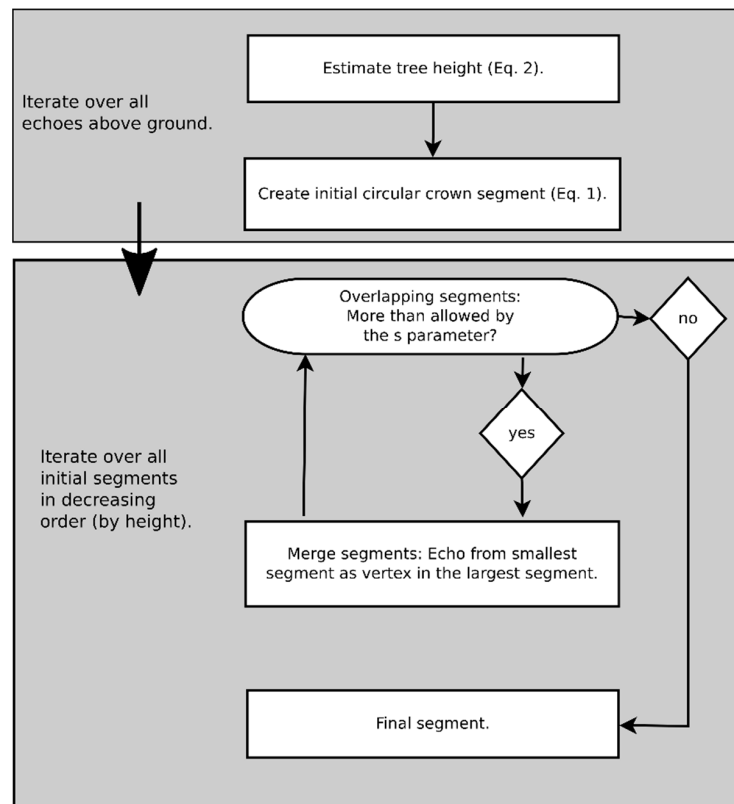 Estimate tree height (Eq. 2).
Iterate over all
echoes above ground.
Create initial circular crown segment (Eq. 1).
Overlapping segments:
More than allowed by
the s parameter?
no
yes
Iterate over all
initial segments
in decreasing
order (by height).
Merge segments: Echo from smallest
segment as vertex in the largest segment.
Final segment.